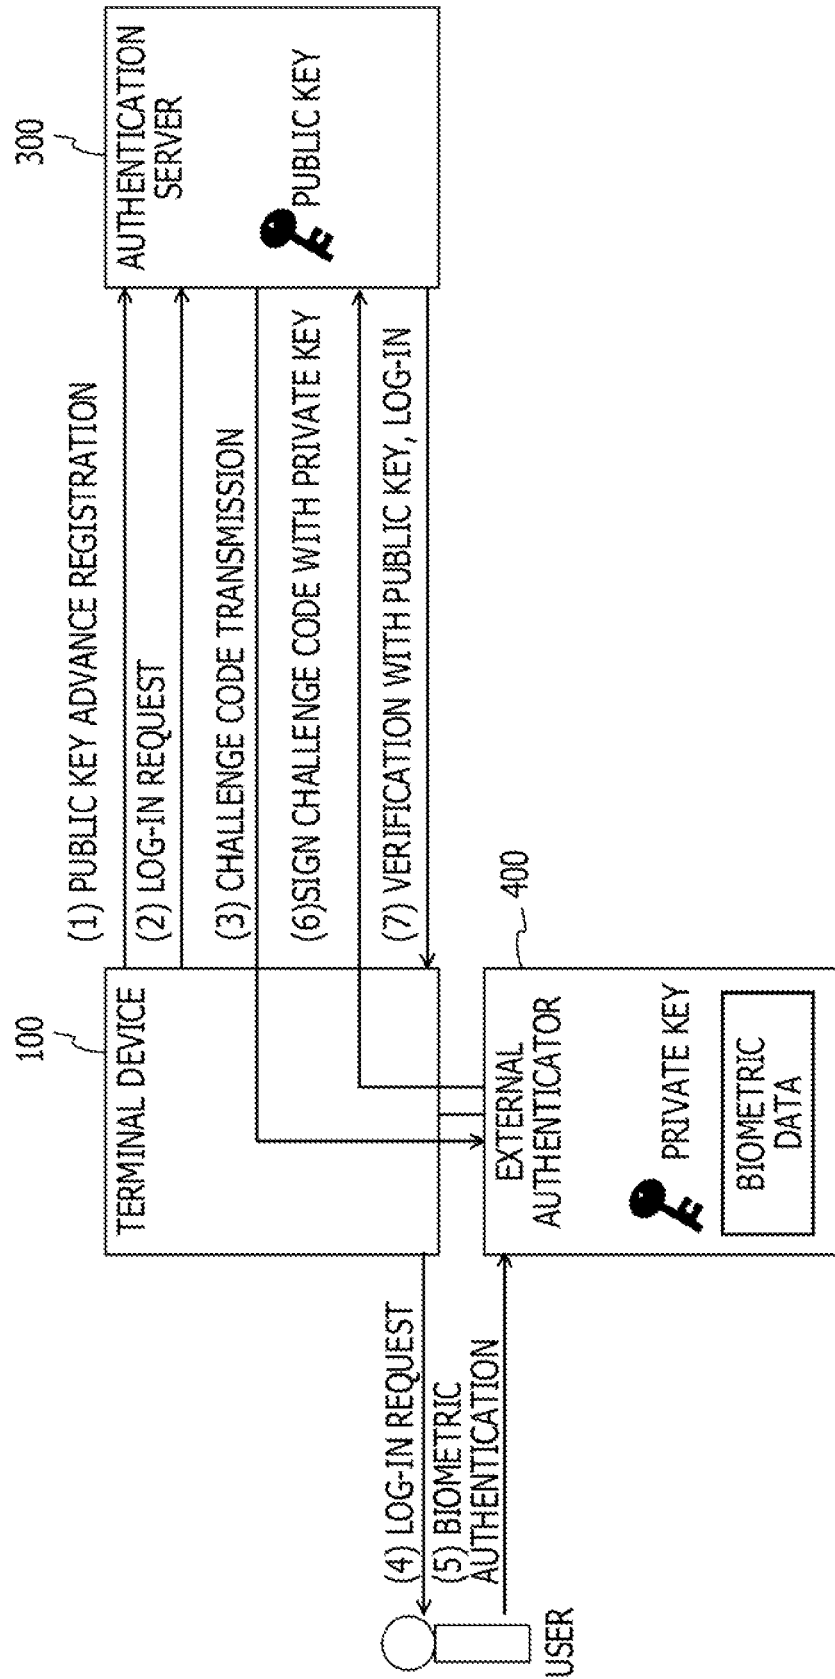 300
AUTHENTICATION
SERVER
PUBLIC KEY
(1) PUBLIC KEY ADVANCE REGISTRATION
(2) LOG-IN REQUEST
(3) CHALLENGE CODE TRANSMISSION
(6)SIGN CHALLENGE CODE WITH PRIVATE KEY
(7) VERIFICATION WITH PUBLIC KEY, LOG-IN
100
TERMINAL DEVICE
400
EXTERNAL
AUTHENTICATOR
PRIVATE KEY
BIOMETRIC
DATA
(4) LOG-IN REQUEST
(5) BIOMETRIC
AUTHENTICATION
USER